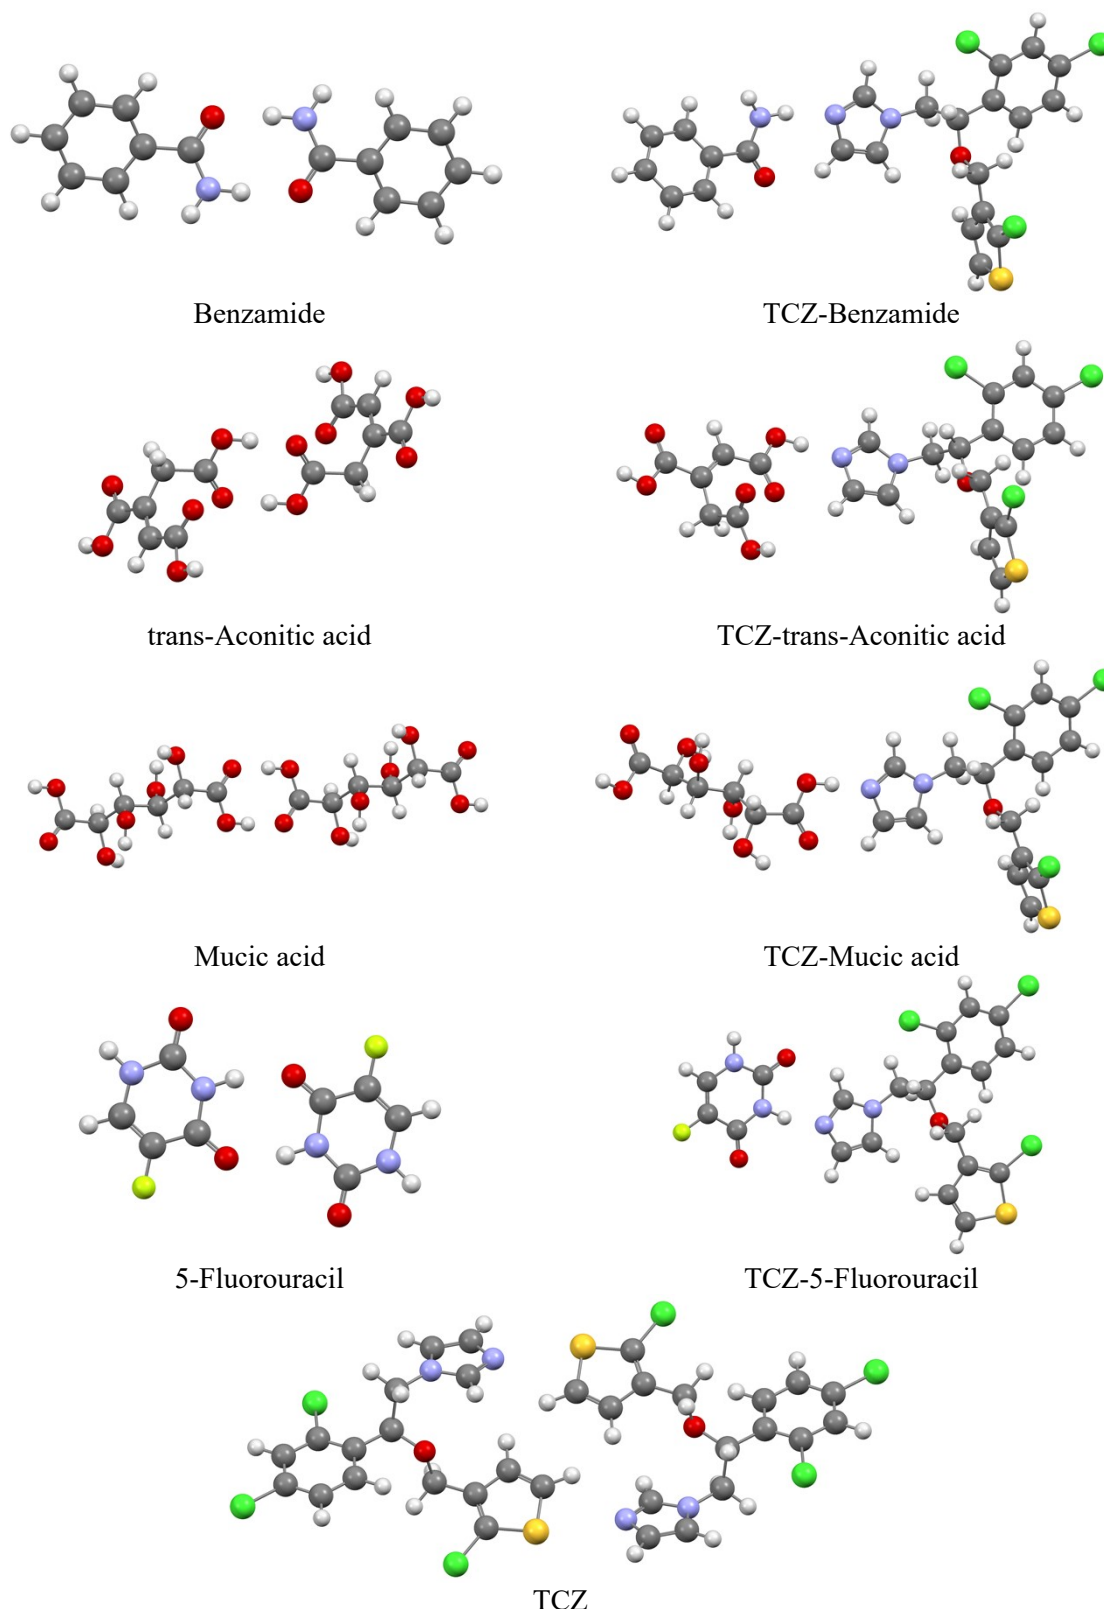 Benzamide
TCZ-Benzamide
trans-Aconitic acid
TCZ-trans-Aconitic acid
Mucic acid
TCZ-Mucic acid
5-Fluorouracil
TCZ-5-Fluorouracil
TCZ